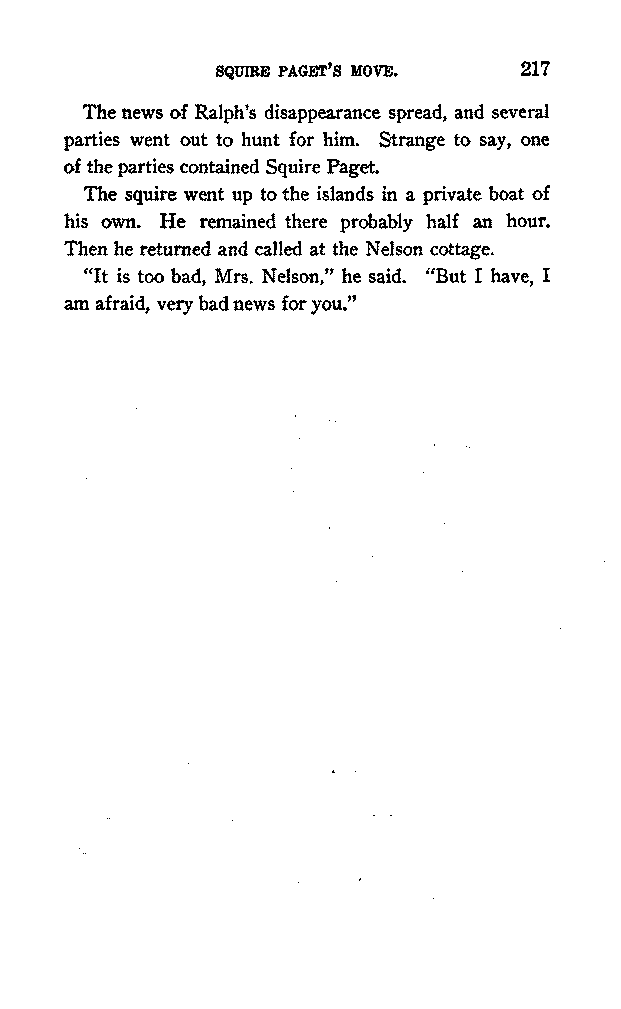 SQUIRE PAGET'S MOVE. 217
The news of Ralph's disappearance spread, and several
parties went out to hunt for him. Strange to say, one
of the parties contained Squire Paget.
The squire went up to the islands in a private boat of
his own. He remained there probably half an hour.
Then he returned and called at the Nelson cottage.
“It is too bad, Mrs. Nelson,” he said. “But I have, I
am afraid, very bad news for you.”